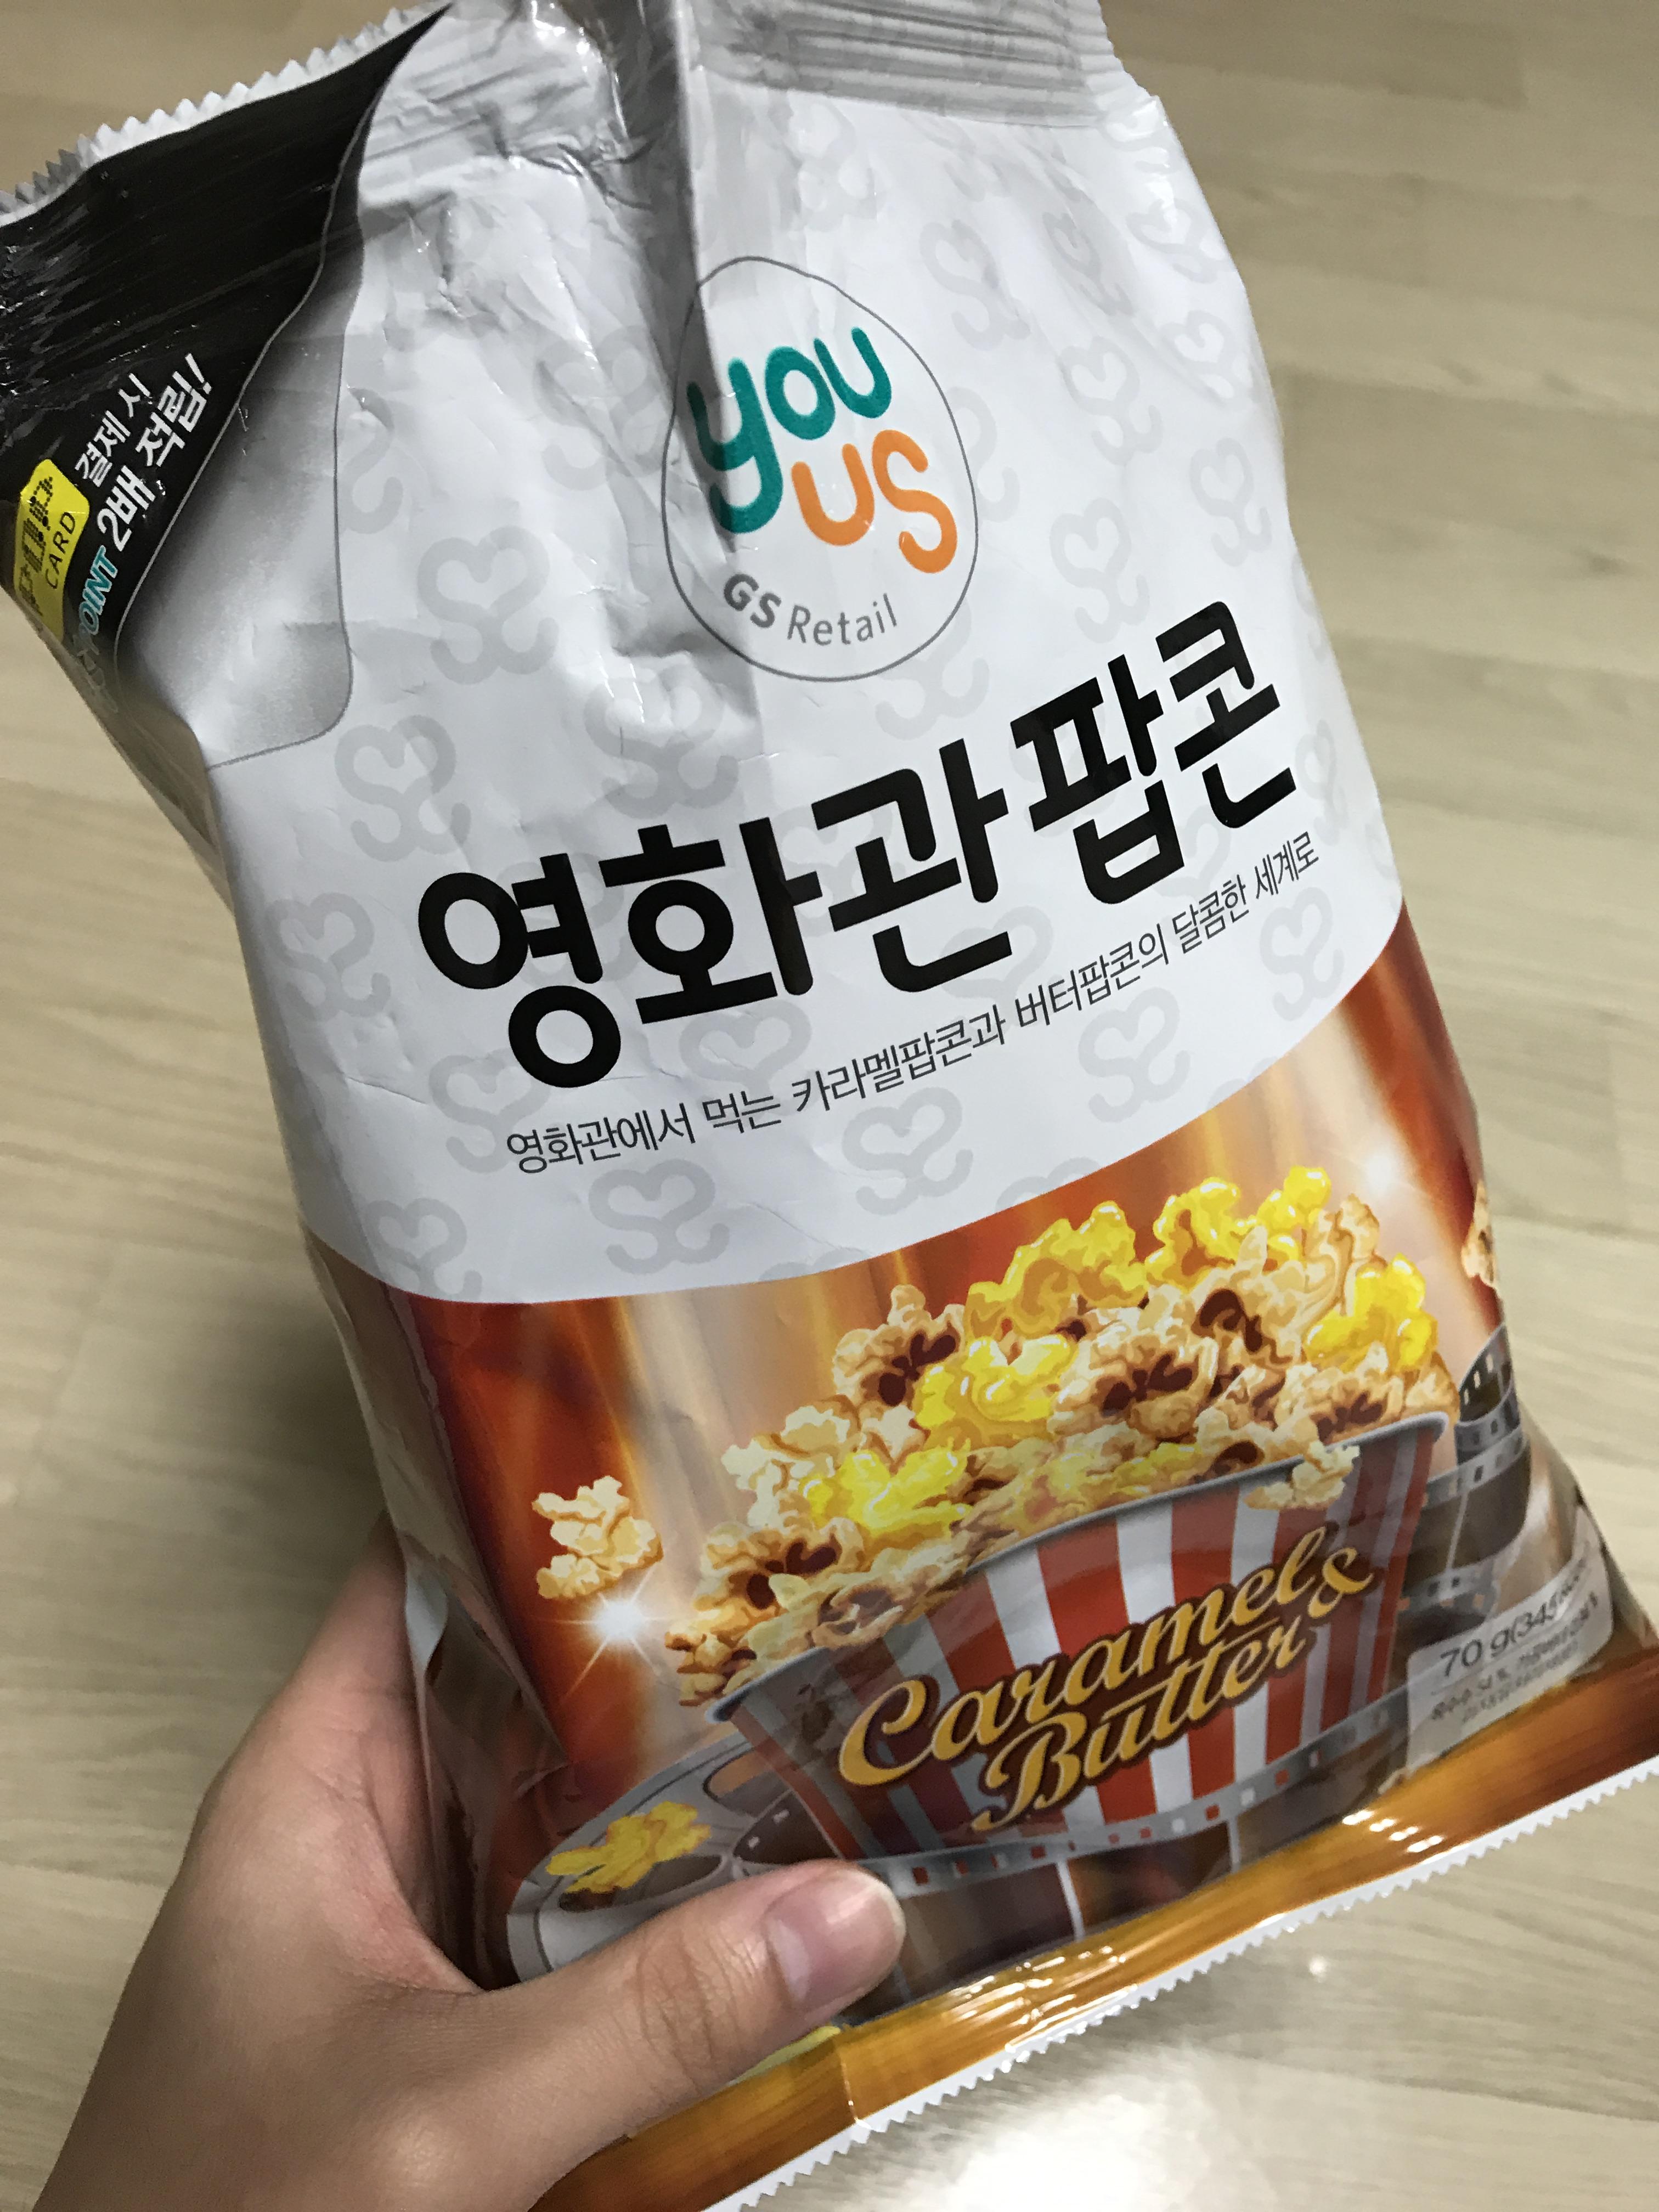 결제 시
CARD
POINT 2배 적립!
you
us
GS Retail
영화관 팝콘
영화관에서 먹는 카라멜팝콘과 버터팝콘의 달콤한 세계로
Caramel &
Butter
70 g